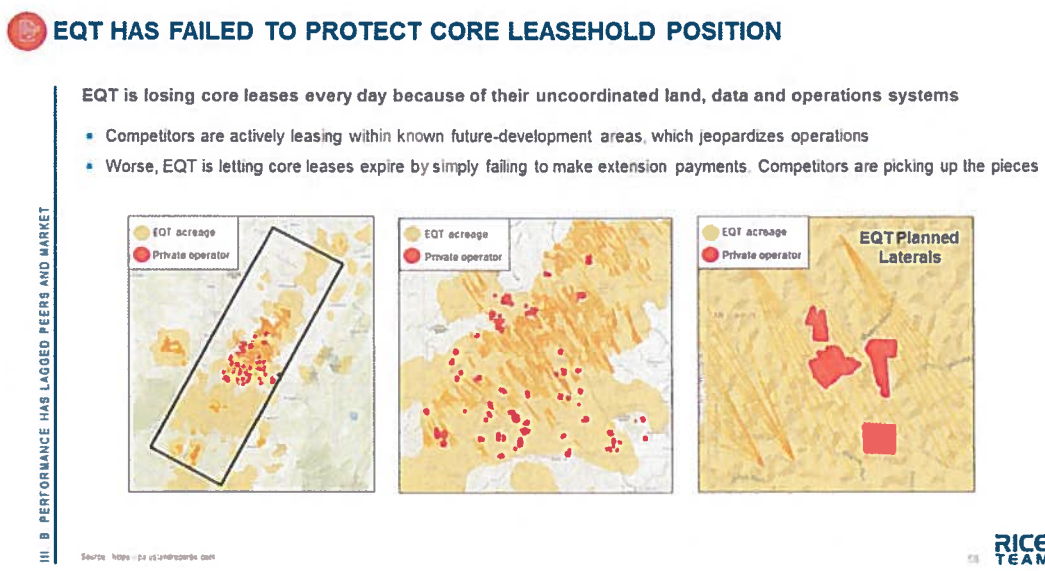 EQT HAS FAILED TO PROTECT CORE LEASEHOLD POSITION
EQT is losing core leases every day because of their uncoordinated land, data and operations systems
Competitors are actively leasing within known future-development areas, which jeopardizes operations
Worse, EQT is letting core leases expire by simply failing to make extension payments. Competitors are picking up the pieces
III B PERFORMANCE HAS LAGGED PEERS AND MARKET
EQT acreage
Private operator
EQT acreage
Private operator
EQT acreage
Private operator
EQT Planned
Laterals
Source:
RICE
TEAM